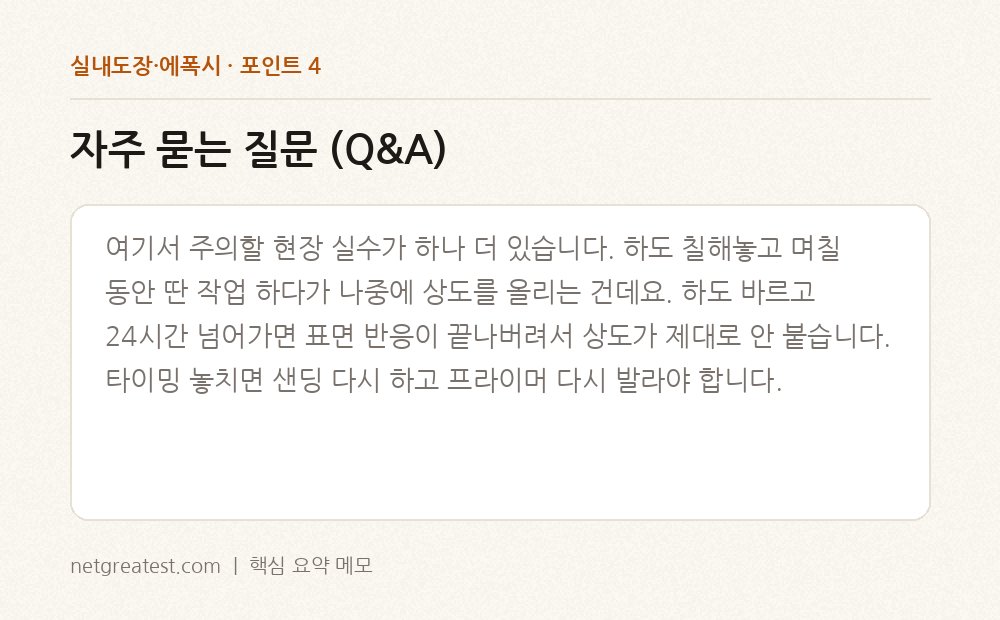 실내도장·에폭시 · 포인트 4
자주 묻는 질문 (Q&A)
여기서 주의할 현장 실수가 하나 더 있습니다. 하도 칠해놓고 며칠
동안 딴 작업 하다가 나중에 상도를 올리는 건데요. 하도 바르고
24시간 넘어가면 표면 반응이 끝나버려서 상도가 제대로 안 붙습니다.
타이밍 놓치면 샌딩 다시 하고 프라이머 다시 발라야 합니다.
netgreatest.com | 핵심 요약 메모